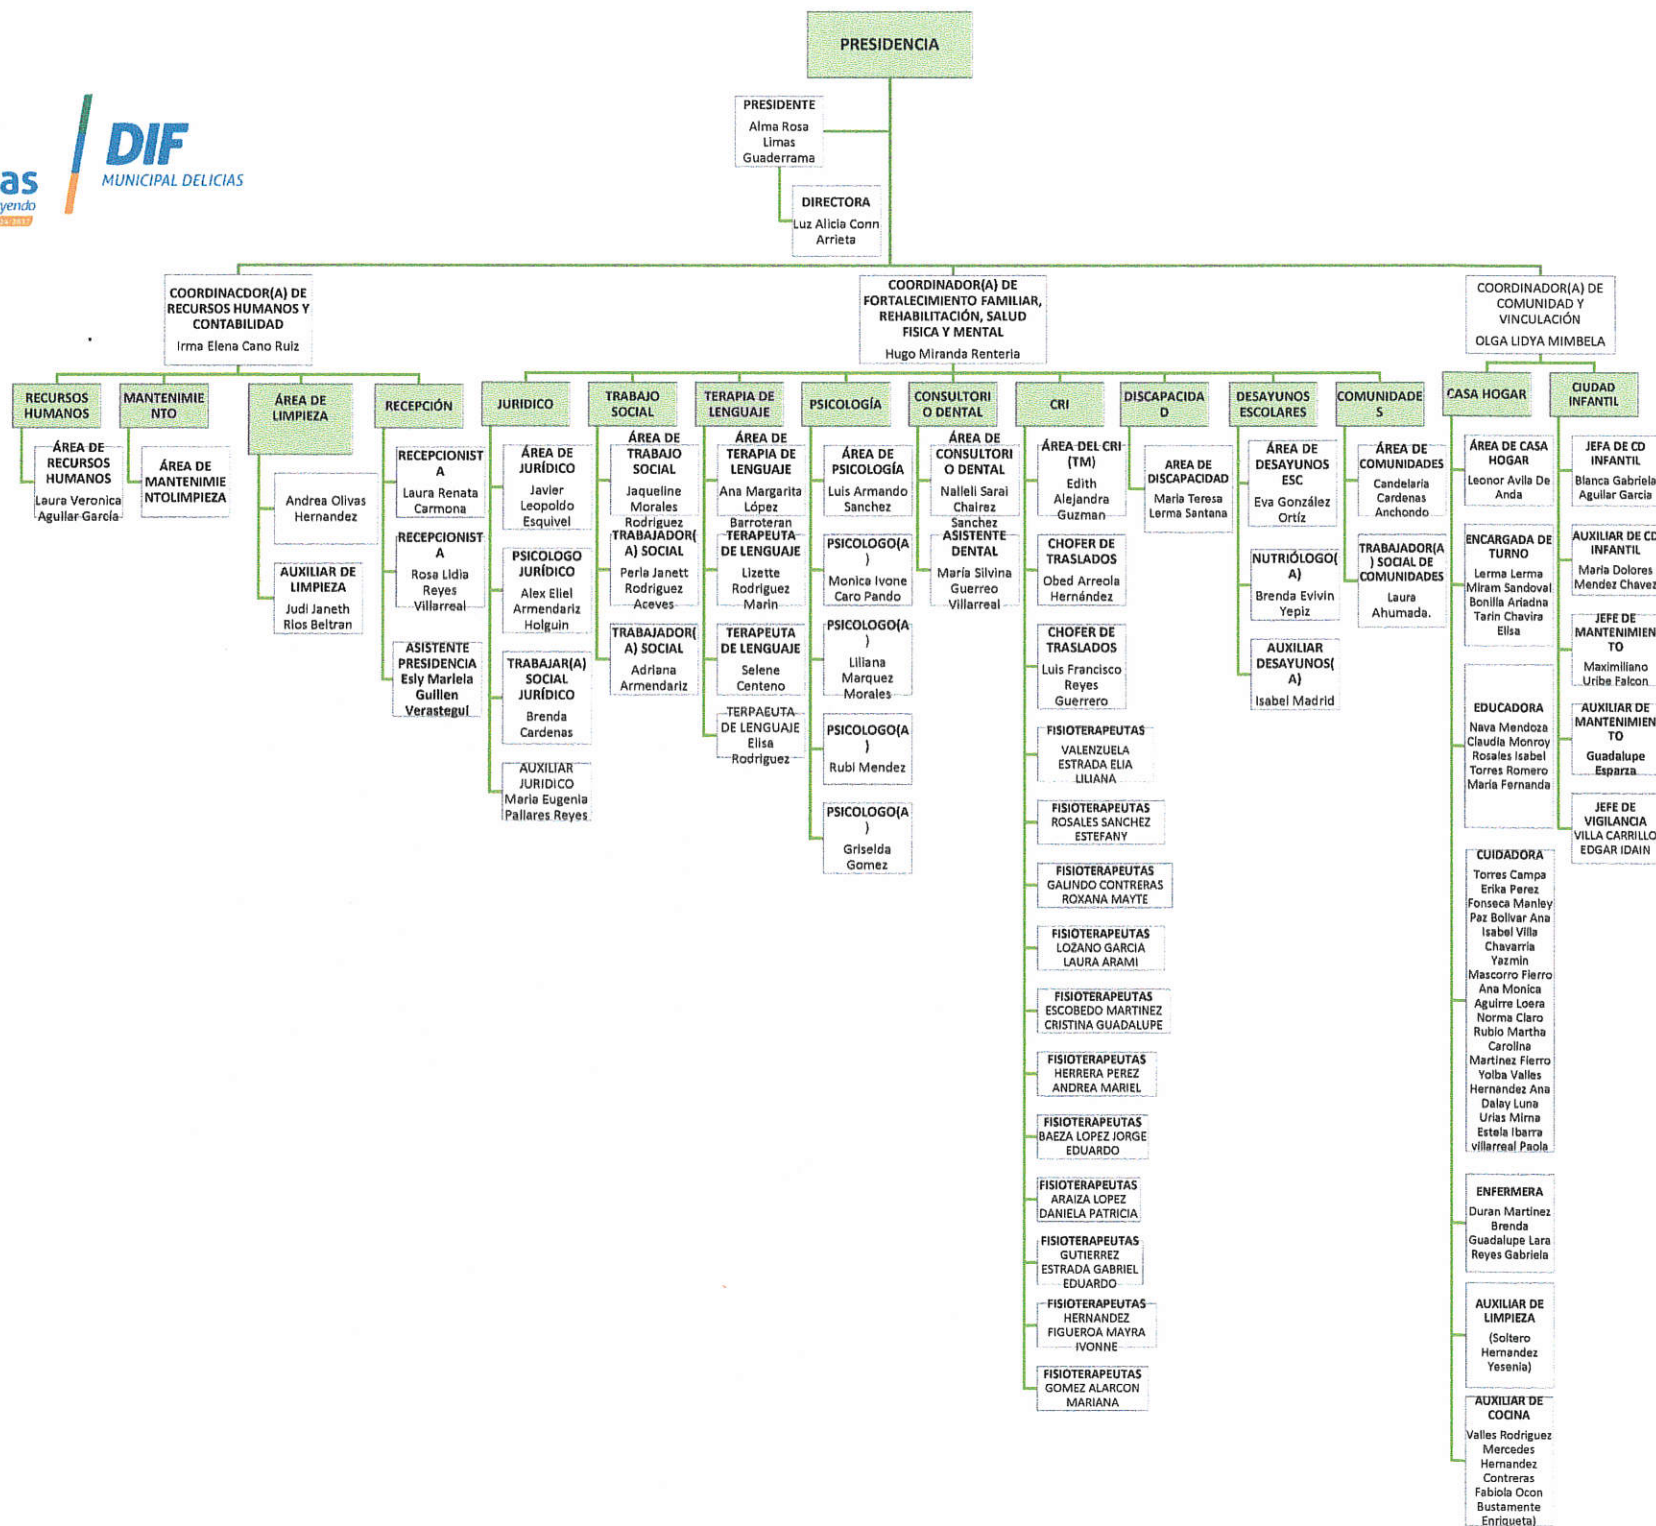 PRESIDENCIA
PRESIDENTE
Alma Rosa
Limas
Guaderrama
DIRECTORA
Luz Alicia Conn
Arrieta
as
yendo
DIF
MUNICIPAL DELICIAS
COORDINACDOR(A) DE
RECURSOS HUMANOS Y
CONTABILIDAD
Irma Elena Cano Ruiz
COORDINADOR(A) DE
FORTALECIMIENTO FAMILIAR,
REHABILITACIÓN, SALUD
FISICA Y MENTAL
Hugo Miranda Renteria
COORDINADOR(A) DE
COMUNIDAD Y
VINCULACIÓN
OLGA LIDYA MIMBELA
RECURSOS
HUMANOS
ÁREA DE
RECURSOS
HUMANOS
Laura Veronica
Aguilar García
MANTENIMIE
NTO
ÁREA DE
MANTENIMIE
NTOLIMPIEZA
ÁREA DE
LIMPIEZA
Andrea Olivas
Hernandez
AUXILIAR DE
LIMPIEZA
Judi Janeth
Rios Beltran
RECEPCIÓN
RECEPCIONIST
A
Laura Renata
Carmona
RECEPCIONIST
A
Rosa Lidia
Reyes
Villarreal
ASISTENTE
PRESIDENCIA
Esly Mariela
Guillen
Verastegui
JURIDICO
ÁREA DE
JURÍDICO
Javier
Leopoldo
Esquivel
PSICOLOGO
JURÍDICO
Alex Eliel
Armendariz
Holguin
TRABAJAR(A)
SOCIAL
JURÍDICO
Brenda
Cardenas
AUXILIAR
JURIDICO
Maria Eugenia
Pallares Reyes
TRABAJO
SOCIAL
ÁREA DE
TRABAJO
SOCIAL
Jaqueline
Morales
Rodriguez
TRABAJADOR(
A) SOCIAL
Perla Janett
Rodriguez
Aceves
TRABAJADOR(
A) SOCIAL
Adriana
Armendariz
TERAPIA DE
LENGUAJE
ÁREA DE
TERAPIA DE
LENGUAJE
Ana Margarita
López
Barroteran
TERAPEUTA
DE LENGUAJE
Lizette
Rodriguez
Marin
TERAPEUTA
DE LENGUAJE
Selene
Centeno
TERPAEUTA
DE LENGUAJE
Elisa
Rodriguez
PSICOLOGÍA
ÁREA DE
PSICOLOGÍA
Luis Armando
Sanchez
PSICOLOGO(A
)
Monica Ivone
Caro Pando
PSICOLOGO(A
)
Liliana
Marquez
Morales
PSICOLOGO(A
)
Rubi Mendez
PSICOLOGO(A
)
Griselda
Gomez
CONSULTORI
O DENTAL
ÁREA DE
CONSULTORI
O DENTAL
Nalleli Sarai
Chairez
Sanchez
ASISTENTE
DENTAL
María Silvina
Guerreo
Villarreal
CRI
ÁREA DEL CRI
(TM)
Edith
Alejandra
Guzman
CHOFER DE
TRASLADOS
Obed Arreola
Hernández
CHOFER DE
TRASLADOS
Luis Francisco
Reyes
Guerrero
FISIOTERAPEUTAS
VALENZUELA
ESTRADA ELIA
LILIANA
FISIOTERAPEUTAS
ROSALES SANCHEZ
ESTEFANY
FISIOTERAPEUTAS
GALINDO CONTRERAS
ROXANA MAYTE
FISIOTERAPEUTAS
LOZANO GARCIA
LAURA ARAMI
FISIOTERAPEUTAS
ESCOBEDO MARTINEZ
CRISTINA GUADALUPE
FISIOTERAPEUTAS
HERRERA PEREZ
ANDREA MARIEL
FISIOTERAPEUTAS
BAEZA LOPEZ JORGE
EDUARDO
FISIOTERAPEUTAS
ARAIZA LOPEZ
DANIELA PATRICIA
FISIOTERAPEUTAS
GUTIERREZ
ESTRADA GABRIEL
EDUARDO
FISIOTERAPEUTAS
HERNANDEZ
FIGUEROA MAYRA
IVONNE
FISIOTERAPEUTAS
GOMEZ ALARCON
MARIANA
DISCAPACIDA
D
AREA DE
DISCAPACIDAD
Maria Teresa
Lerma Santana
DESAYUNOS
ESCOLARES
ÁREA DE
DESAYUNOS
ESC
Eva González
Ortíz
NUTRIÓLOGO(
A)
Brenda Evivin
Yepiz
AUXILIAR
DESAYUNOS(
A)
Isabel Madrid
COMUNIDADE
S
ÁREA DE
COMUNIDADES
Candelaria
Cardenas
Anchondo
TRABAJADOR(A
) SOCIAL DE
COMUNIDADES
Laura
Ahumada.
CASA HOGAR
ÁREA DE CASA
HOGAR
Leonor Avila De
Anda
ENCARGADA DE
TURNO
Lerma Lerma
Miram Sandoval
Bonilla Ariadna
Tarin Chavira
Elisa
EDUCADORA
Nava Mendoza
Claudia Monroy
Rosales Isabel
Torres Romero
María Fernanda
CUIDADORA
Torres Campa
Erika Perez
Fonseca Manley
Paz Bolivar Ana
Isabel Villa
Chavarria
Yazmin
Mascorro Fierro
Ana Monica
Aguirre Loera
Norma Claro
Rubio Martha
Carolina
Martinez Fierro
Yolba Valles
Hernandez Ana
Dalay Luna
Urias Mirna
Estela Ibarra
villarreal Paola
ENFERMERA
Duran Martinez
Brenda
Guadalupe Lara
Reyes Gabriela
AUXILIAR DE
LIMPIEZA
(Soltero
Hernandez
Yesenia)
AUXILIAR DE
COCINA
Valles Rodriguez
Mercedes
Hernandez
Contreras
Fabiola Ocon
Bustamente
Enriqueta)
CIUDAD
INFANTIL
JEFA DE CD
INFANTIL
Blanca Gabriela
Aguilar Garcia
AUXILIAR DE CD
INFANTIL
Maria Dolores
Mendez Chavez
JEFE DE
MANTENIMIEN
TO
Maximiliano
Uribe Falcon
AUXILIAR DE
MANTENIMIEN
TO
Guadalupe
Esparza
JEFE DE
VIGILANCIA
VILLA CARRILLO
EDGAR IDAIN